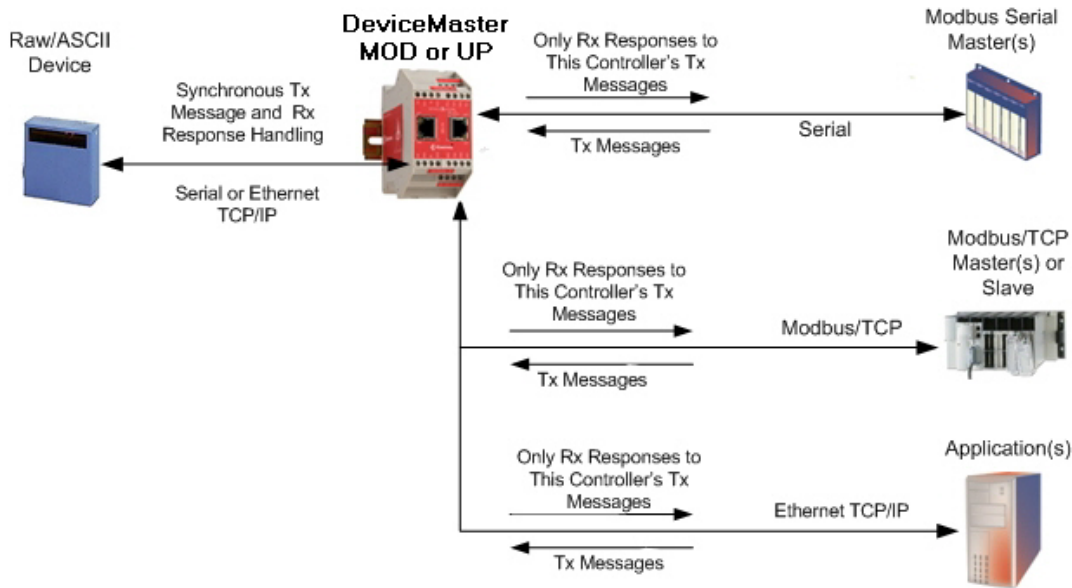 Raw/ASCII
Device
Synchronous Tx
Message and Rx
Response Handling
Serial or Ethernet
TCP/IP
DeviceMaster
MOD or UP
Only Rx Responses to
This Controller's Tx
Messages
Tx Messages
Serial
Modbus Serial
Master(s)
Only Rx Responses to
This Controller's Tx
Messages
Tx Messages
Modbus/TCP
Modbus/TCP
Master(s) or
Slave
Only Rx Responses to
This Controller's Tx
Messages
Tx Messages
Ethernet TCP/IP
Application(s)